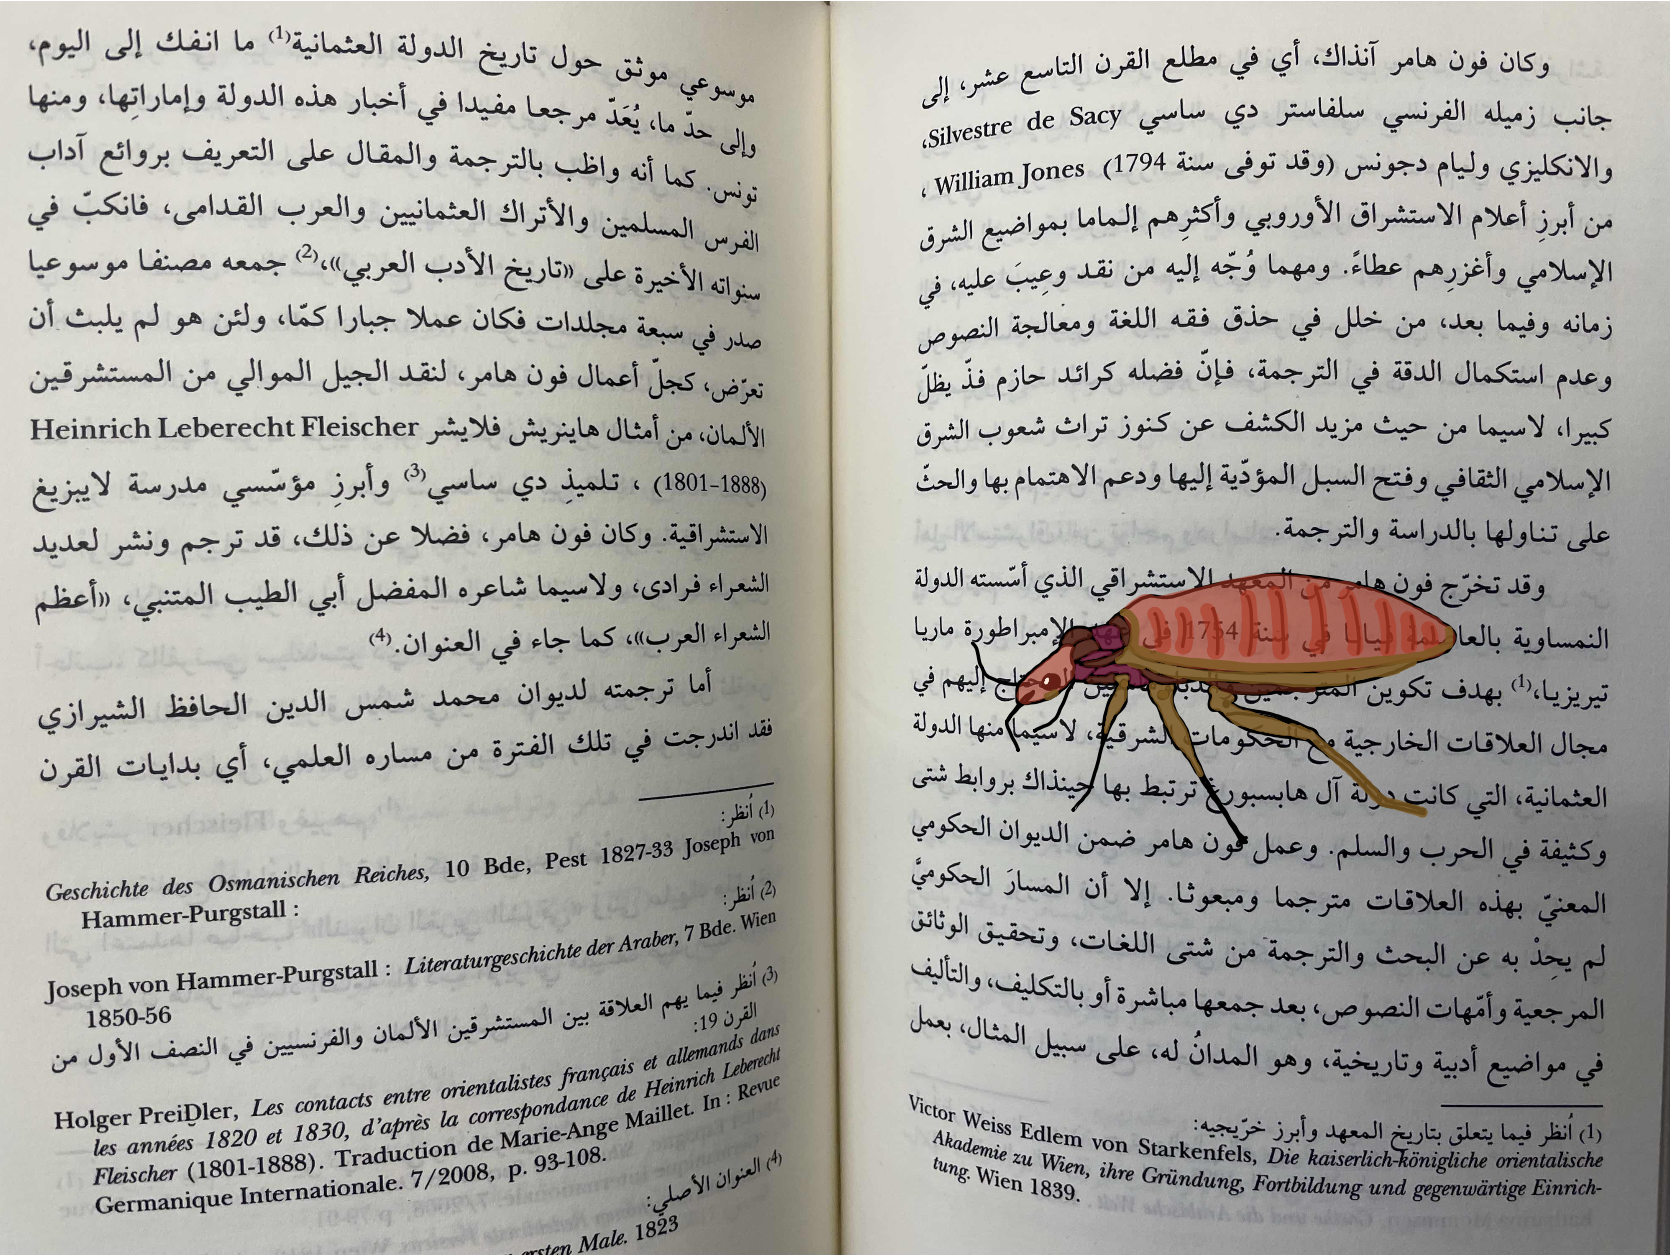 وكان فون هامر آنذاك، أي في مطلع القرن التاسع عشر، إلى
جانب زميله الفرنسي سلفاستر دي ساسي Silvestre de Sacy،
والانكليزي وليام دجونس (وقد توفى سنة 1794) William Jones ،
من أبرزِ أعلام الاستشراق الأوروبي وأكثرِهم إلماما بمواضيع الشرق
الإسلامي وأغزرِهم عطاءً. ومهما وُجّه إليه من نقد وعِيبَ عليه، في
زمانه وفيما بعد، من خلل في حذق فقه اللغة ومعالجة النصوص
وعدم استكمال الدقة في الترجمة، فإنّ فضله كرائد حازم فذّ يظلّ
كبيرا، لاسيما من حيث مزيد الكشف عن كنوز تراث شعوب الشرق
الإسلامي الثقافي وفتح السبل المؤدّية إليها ودعم الاهتمام بها والحثّ
على تناولها بالدراسة والترجمة.
وقد تخرّج فون هامر من المعهد الاستشراقي الذي أسّسته الدولة
النمساوية بالعاصمة فيانا في سنة 1754 في عهد الإمبراطورة ماريا
تيريزيا،(1) بهدف تكوين المترجمين إليهم في
مجال العلاقات الخارجية مع الحكومات الشرقية، لاسيما منها الدولة
العثمانية، التي كانت دولة آل هابسبورغ ترتبط بها حينذاك بروابط شتى
وكثيفة في الحرب والسلم. وعمل فون هامر ضمن الديوان الحكومي
المعنيّ بهذه العلاقات مترجما ومبعوثا. إلا أن المسارَ الحكوميَّ
لم يحِدْ به عن البحث والترجمة من شتى اللغات، وتحقيق الوثائق
المرجعية وأمّهات النصوص، بعد جمعها مباشرة أو بالتكليف، والتأليف
في مواضيع أدبية وتاريخية، وهو المدانُ له، على سبيل المثال، بعمل
(1) اُنظر فيما يتعلق بتاريخ المعهد وأبرز خرّيجيه:
Victor Weiss Edlem von Starkenfels, Die kaiserlich-königliche orientalische
Akademie zu Wien, ihre Gründung, Fortbildung und gegenwärtige Einrich-
tung. Wien 1839.
موسوعي موثق حول تاريخ الدولة العثمانية(1) ما انفك إلى اليوم،
وإلى حدّ ما، يُعَدّ مرجعا مفيدا في أخبار هذه الدولة وإماراتِها، ومنها
تونس. كما أنه واظب بالترجمة والمقال على التعريف بروائع آداب
الفرس المسلمين والأتراك العثمانيين والعرب القدامى، فانكبّ في
سنواته الأخيرة على «تاريخ الأدب العربي»،(2) جمعه مصنفا موسوعيا
صدر في سبعة مجلدات فكان عملا جبارا كمّا، ولئن هو لم يلبث أن
تعرّض، كجلّ أعمال فون هامر، لنقد الجيل الموالي من المستشرقين
الألمان، من أمثال هاينريش فلايشر Heinrich Leberecht Fleischer
(1801-1888) ، تلميذِ دي ساسي(3) وأبرزِ مؤسّسي مدرسة لايبزيغ
الاستشراقية. وكان فون هامر، فضلا عن ذلك، قد ترجم ونشر لعديد
الشعراء فرادى، ولاسيما شاعره المفضل أبي الطيب المتنبي، «أعظم
الشعراء العرب»، كما جاء في العنوان.(4)
أما ترجمته لديوان محمد شمس الدين الحافظ الشيرازي
فقد اندرجت في تلك الفترة من مساره العلمي، أي بدايات القرن
(1) اُنظر:
Geschichte des Osmanischen Reiches, 10 Bde, Pest 1827-33 Joseph von
Hammer-Purgstall :
(2) اُنظر:
Joseph von Hammer-Purgstall : Literaturgeschichte der Araber, 7 Bde. Wien
1850-56
(3) اُنظر فيما يهم العلاقة بين المستشرقين الألمان والفرنسيين في النصف الأول من
القرن 19:
Holger PreiDler, Les contacts entre orientalistes français et allemands dans
les années 1820 et 1830, d'après la correspondance de Heinrich Leberecht
Fleischer (1801-1888). Traduction de Marie-Ange Maillet. In : Revue
Germanique Internationale. 7/2008, p. 93-108.
(4) العنوان الأصلي:
ersten Male. 1823